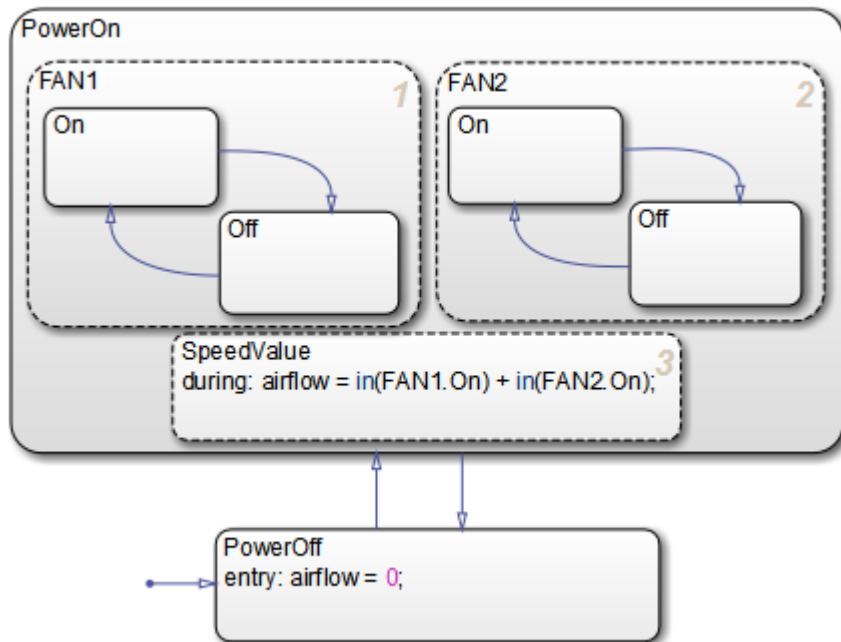 PowerOn
FAN1
1
On
Off
FAN2
2
On
Off
SpeedValue
3
during: airflow = in(FAN1.On) + in(FAN2.On);
PowerOff
entry: airflow = 0;